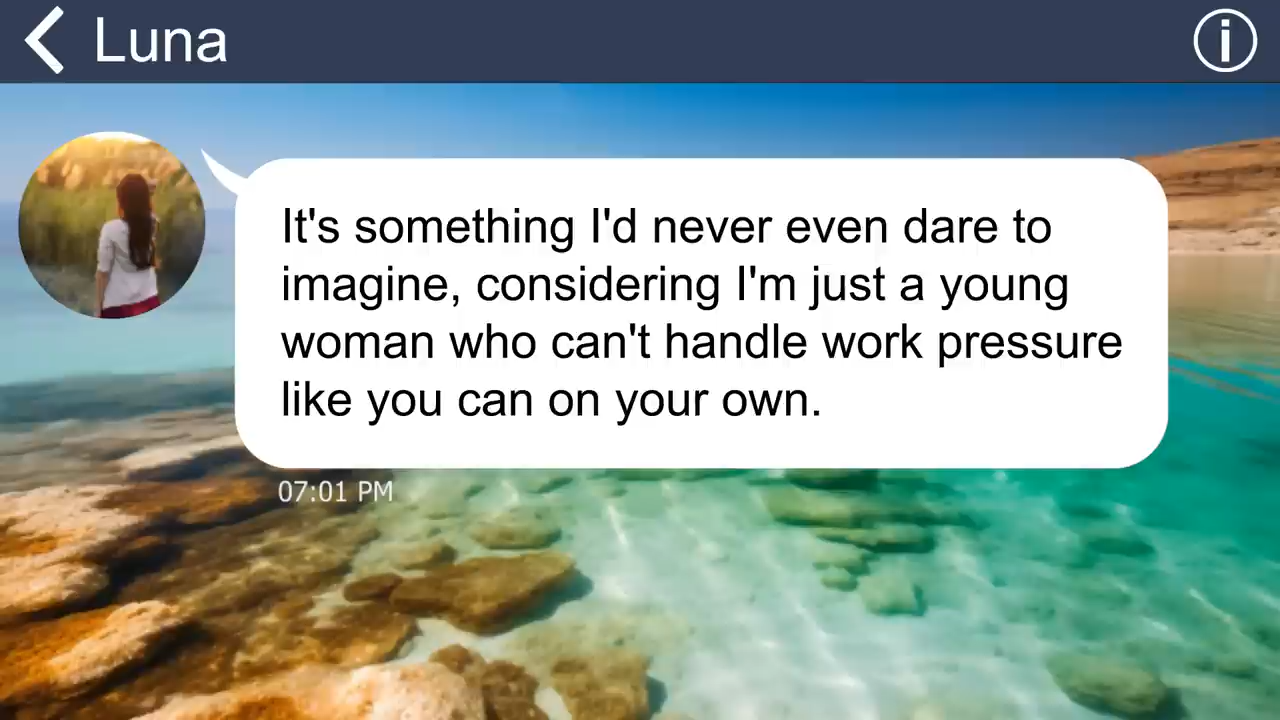 Luna
It's something I'd never even dare to
imagine, considering I'm just a young
woman who can't handle work pressure
like you can on your own.
07:01 PM